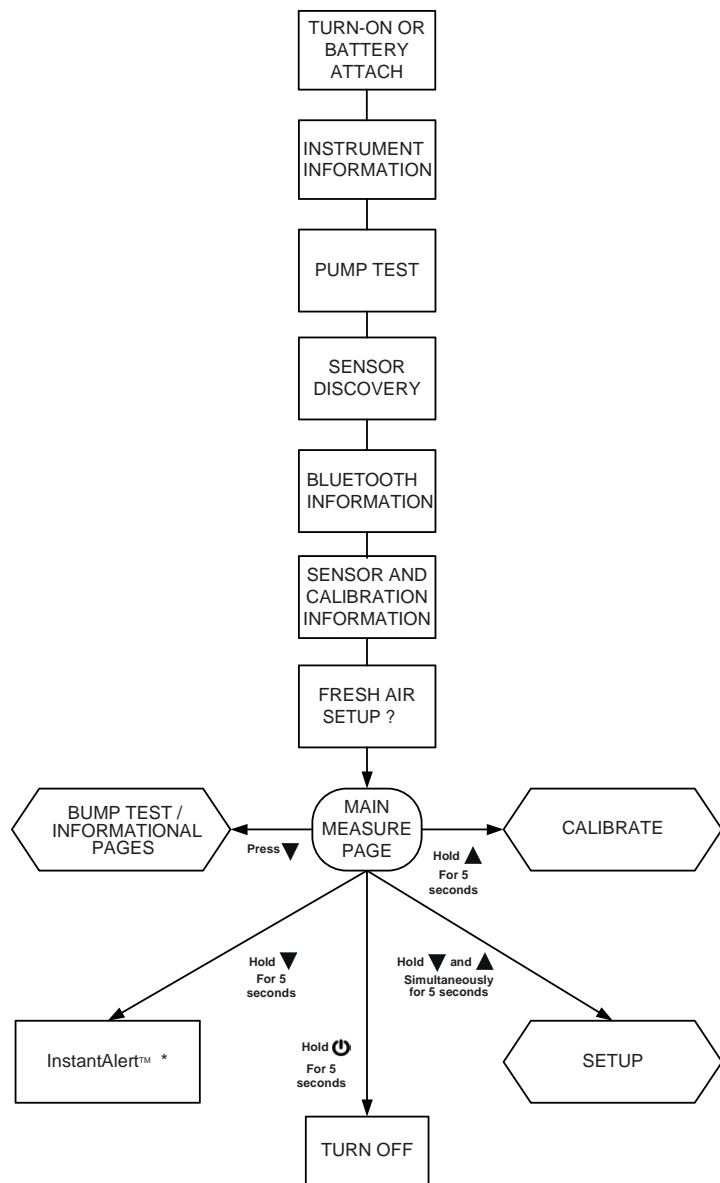 TURN-ON OR
BATTERY
ATTACH
INSTRUMENT
INFORMATION
PUMP TEST
SENSOR
DISCOVERY
BLUETOOTH
INFORMATION
SENSOR AND
CALIBRATION
INFORMATION
FRESH AIR
SETUP ?
BUMP TEST /
INFORMATIONAL
PAGES
Press ▼
MAIN
MEASURE
PAGE
Hold ▲
For 5
seconds
CALIBRATE
Hold ▼
For 5
seconds
Hold ▼ and ▲
Simultaneously
for 5 seconds
InstantAlert™ *
Hold ⏻
For 5
seconds
SETUP
TURN OFF